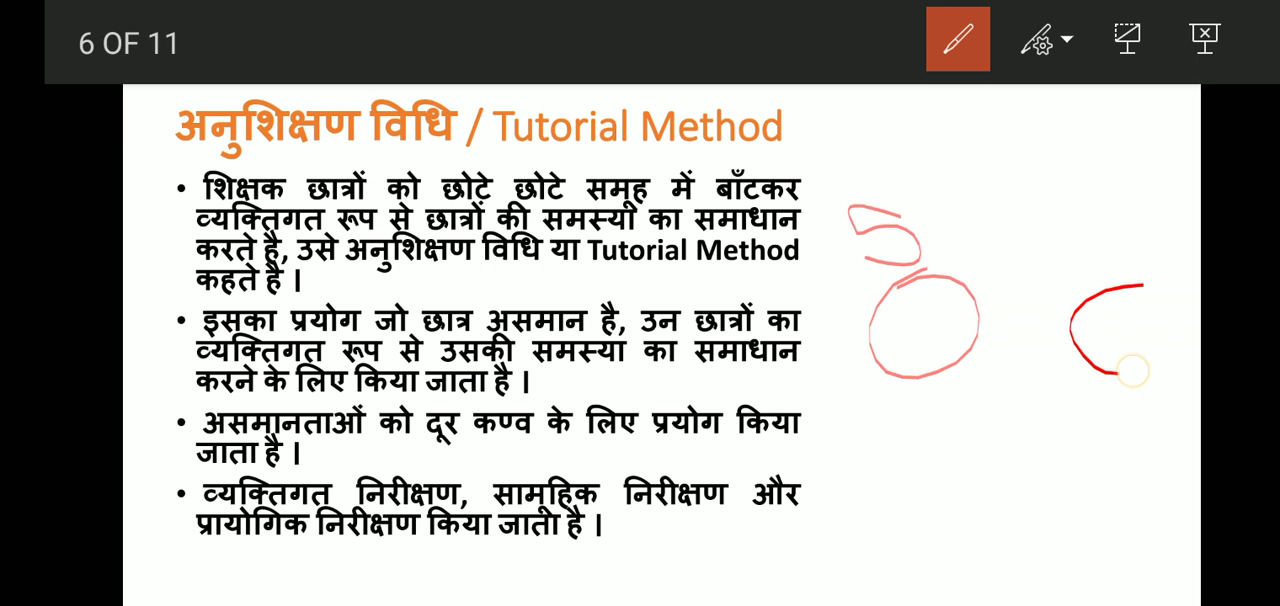 6 OF 11
अनुशिक्षण विधि / Tutorial Method
• शिक्षक छात्रों को छोटे छोटे समूह में बाँटकर
व्यक्तिगत रूप से छात्रों की समस्या का समाधान
करते है, उसे अनुशिक्षण विधि या Tutorial Method
कहते है ।
• इसका प्रयोग जो छात्र असमान है, उन छात्रों का
व्यक्तिगत रूप से उसकी समस्या का समाधान
करने के लिए किया जाता है ।
• असमानताओं को दूर कण्व के लिए प्रयोग किया
जाता है ।
• व्यक्तिगत निरीक्षण, सामूहिक निरीक्षण और
प्रायोगिक निरीक्षण किया जाता है ।